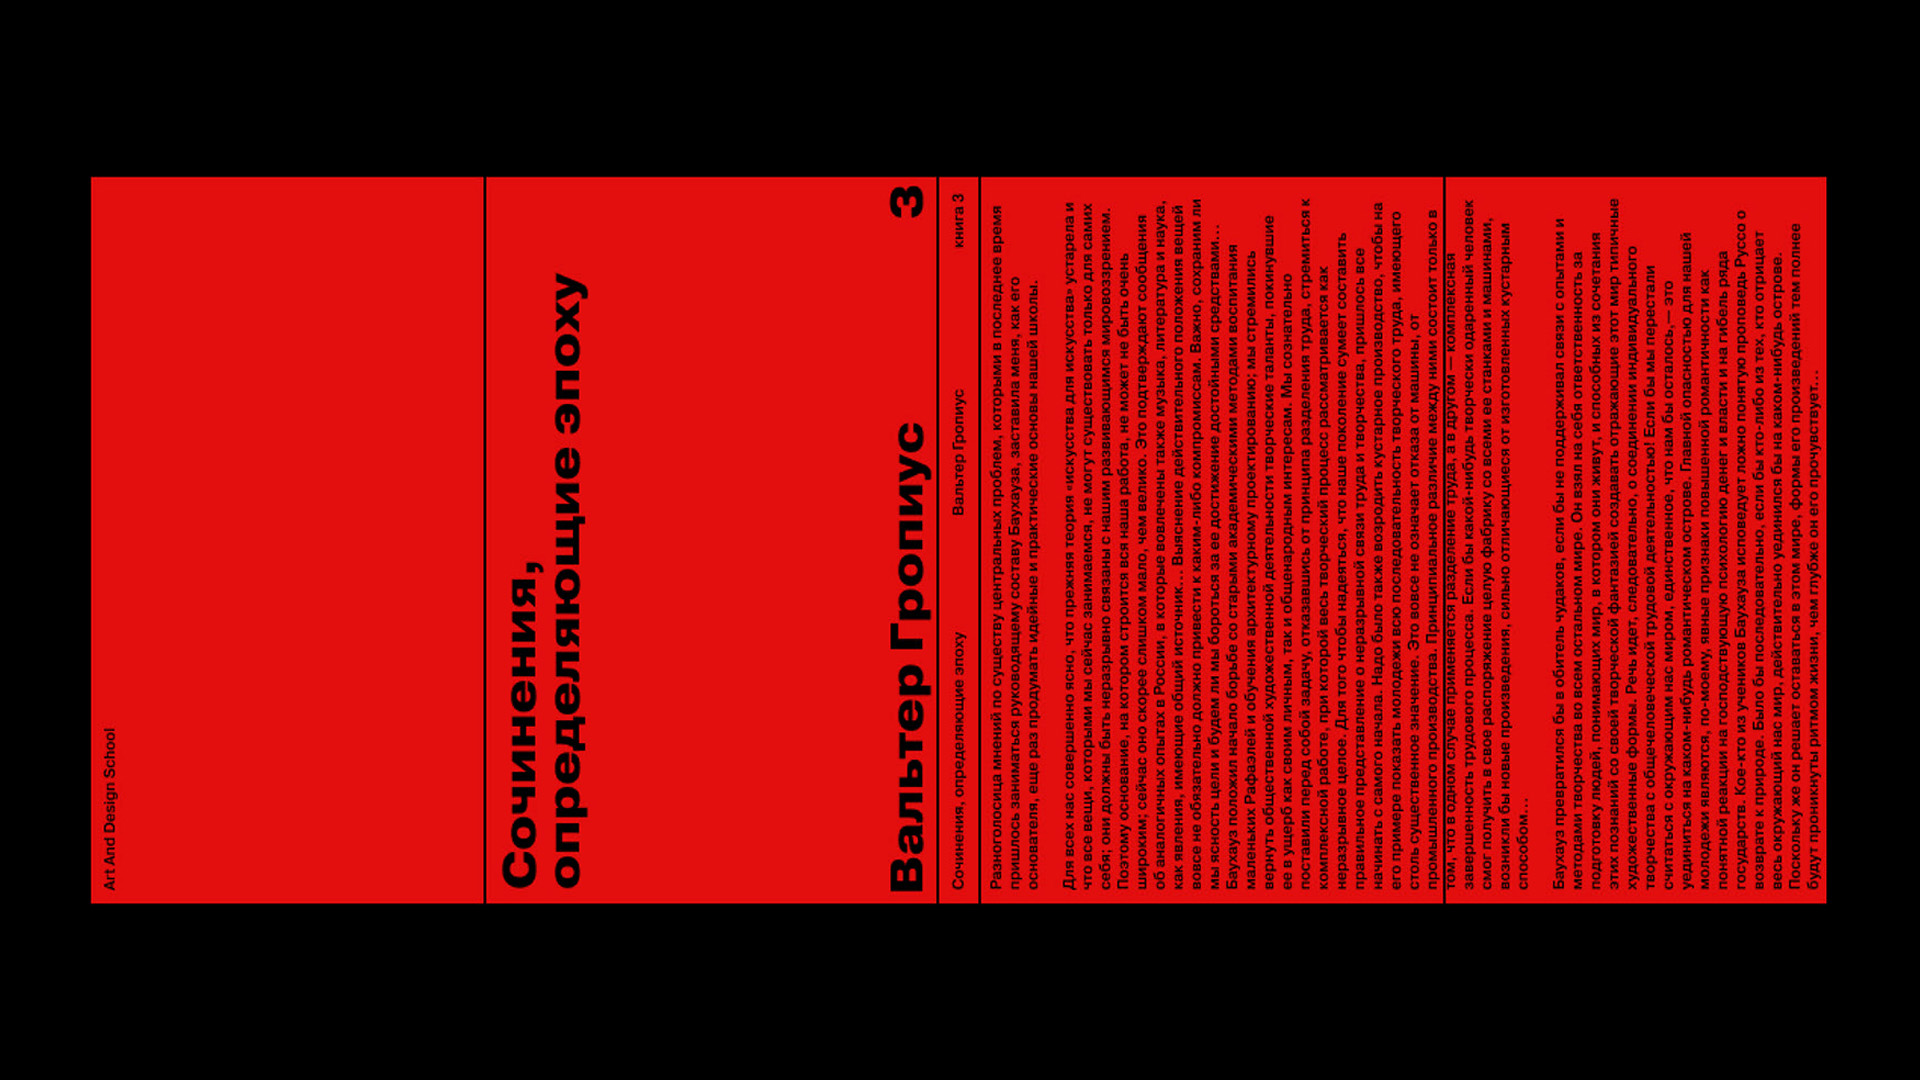 Art And Design School
Сочинения,
определяющие эпоху
Вальтер Гропиус
3
Сочинения, определяющие эпоху
Вальтер Гропиус
книга 3
Разноголосица мнений по существу центральных проблем, которыми в последнее время
пришлось заниматься руководящему составу Баухауза, заставила меня, как его
основателя, еще раз продумать идейные и практические основы нашей школы.
Для всех нас совершенно ясно, что прежняя теория «искусства для искусства» устарела и
что все вещи, которыми мы сейчас занимаемся, не могут существовать только для самих
себя; они должны быть неразрывно связаны с нашим развивающимся мировоззрением.
Поэтому основание, на котором строится вся наша работа, не может не быть очень
широким; сейчас оно скорее слишком мало, чем велико. Это подтверждают сообщения
об аналогичных опытах в России, в которые вовлечены также музыка, литература и наука,
как явления, имеющие общий источник... Выяснение действительного положения вещей
вовсе не обязательно должно привести к каким-либо компромиссам. Важно, сохраним ли
мы ясность цели и будем ли мы бороться за ее достижение достойными средствами...
Баухауз положил начало борьбе со старыми академическими методами воспитания
маленьких Рафаэлей и обучения архитектурному проектированию; мы стремились
вернуть общественной художественной деятельности творческие таланты, покинувшие
ее в ущерб как своим личным, так и общенародным интересам. Мы сознательно
поставили перед собой задачу, отказавшись от принципа разделения труда, стремиться к
комплексной работе, при которой весь творческий процесс рассматривается как
неразрывное целое. Для того чтобы надеяться, что наше поколение сумеет составить
правильное представление о неразрывной связи труда и творчества, пришлось все
начинать с самого начала. Надо было также возродить кустарное производство, чтобы на
его примере показать молодежи всю последовательность творческого труда, имеющего
столь существенное значение. Это вовсе не означает отказа от машины, от
промышленного производства. Принципиальное различие между ними состоит только в
том, что в одном случае применяется разделение труда, а в другом — комплексная
завершенность трудового процесса. Если бы какой-нибудь творчески одаренный человек
смог получить в свое распоряжение целую фабрику со всеми ее станками и машинами,
возникли бы новые произведения, сильно отличающиеся от изготовленных кустарным
способом...
Баухауз превратился бы в обитель чудаков, если бы не поддерживал связи с опытами и
методами творчества во всем остальном мире. Он взял на себя ответственность за
подготовку людей, понимающих мир, в котором они живут, и способных из сочетания
этих познаний со своей творческой фантазией создавать отражающие этот мир типичные
художественные формы. Речь идет, следовательно, о соединении индивидуального
творчества с общечеловеческой трудовой деятельностью! Если бы мы перестали
считаться с окружающим нас миром, единственное, что нам бы осталось,— это
уединиться на каком-нибудь романтическом острове. Главной опасностью для нашей
молодежи являются, по-моему, явные признаки повышенной романтичности как
понятной реакции на господствующую психологию денег и власти и на гибель ряда
государств. Кое-кто из учеников Баухауза исповедует ложно понятую проповедь Руссо о
возврате к природе. Было бы последовательно, если бы кто-либо из тех, кто отрицает
весь окружающий нас мир, действительно уединился бы на каком-нибудь острове.
Поскольку же он решает оставаться в этом мире, формы его произведений тем полнее
будут проникнуты ритмом жизни, чем глубже он его прочувствует...